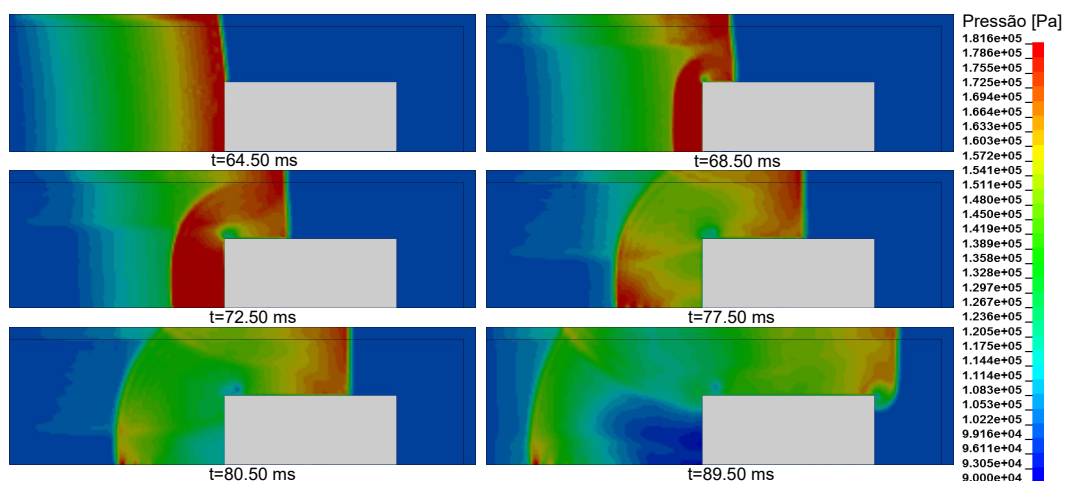 Pressão [Pa]
1.816e+05
1.786e+05
1.755e+05
1.725e+05
1.694e+05
1.664e+05
1.633e+05
1.603e+05
1.572e+05
1.541e+05
1.511e+05
1.480e+05
1.450e+05
1.419e+05
1.389e+05
1.358e+05
1.328e+05
1.297e+05
1.267e+05
1.236e+05
1.205e+05
1.175e+05
1.144e+05
1.114e+05
1.083e+05
1.053e+05
1.022e+05
9.916e+04
9.611e+04
9.305e+04
9.000e+04
t=64.50 ms
t=68.50 ms
t=72.50 ms
t=77.50 ms
t=80.50 ms
t=89.50 ms